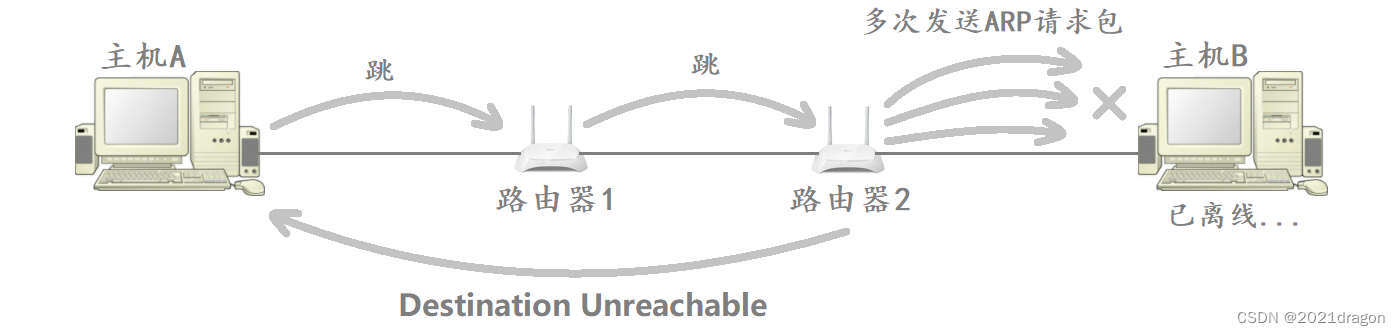 多次发送ARP请求包
主机A
主机B
跳
跳
路由器1
路由器2
已离线...
Destination Unreachable
CSDN @2021dragon